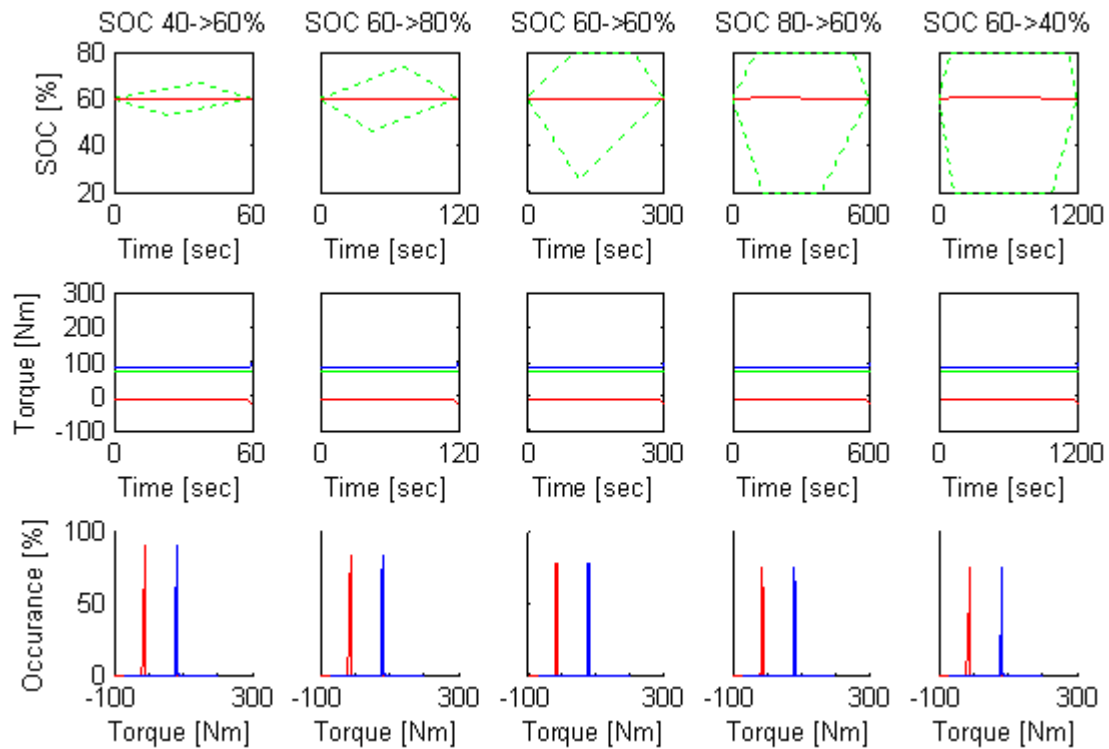 SOC 40->60% SOC 60->80% SOC 60->60% SOC 80->60% SOC 60->40%
SOC [%]
80
60
40
20
0 60 0 120 0 300 0 600 0 1200
Time [sec] Time [sec] Time [sec] Time [sec] Time [sec]
Torque [Nm]
300
200
100
0
-100
0 60 0 120 0 300 0 600 0 1200
Time [sec] Time [sec] Time [sec] Time [sec] Time [sec]
Occurance [%]
100
50
0
-100 300 -100 300 -100 300 -100 300 -100 300
Torque [Nm] Torque [Nm] Torque [Nm] Torque [Nm] Torque [Nm]